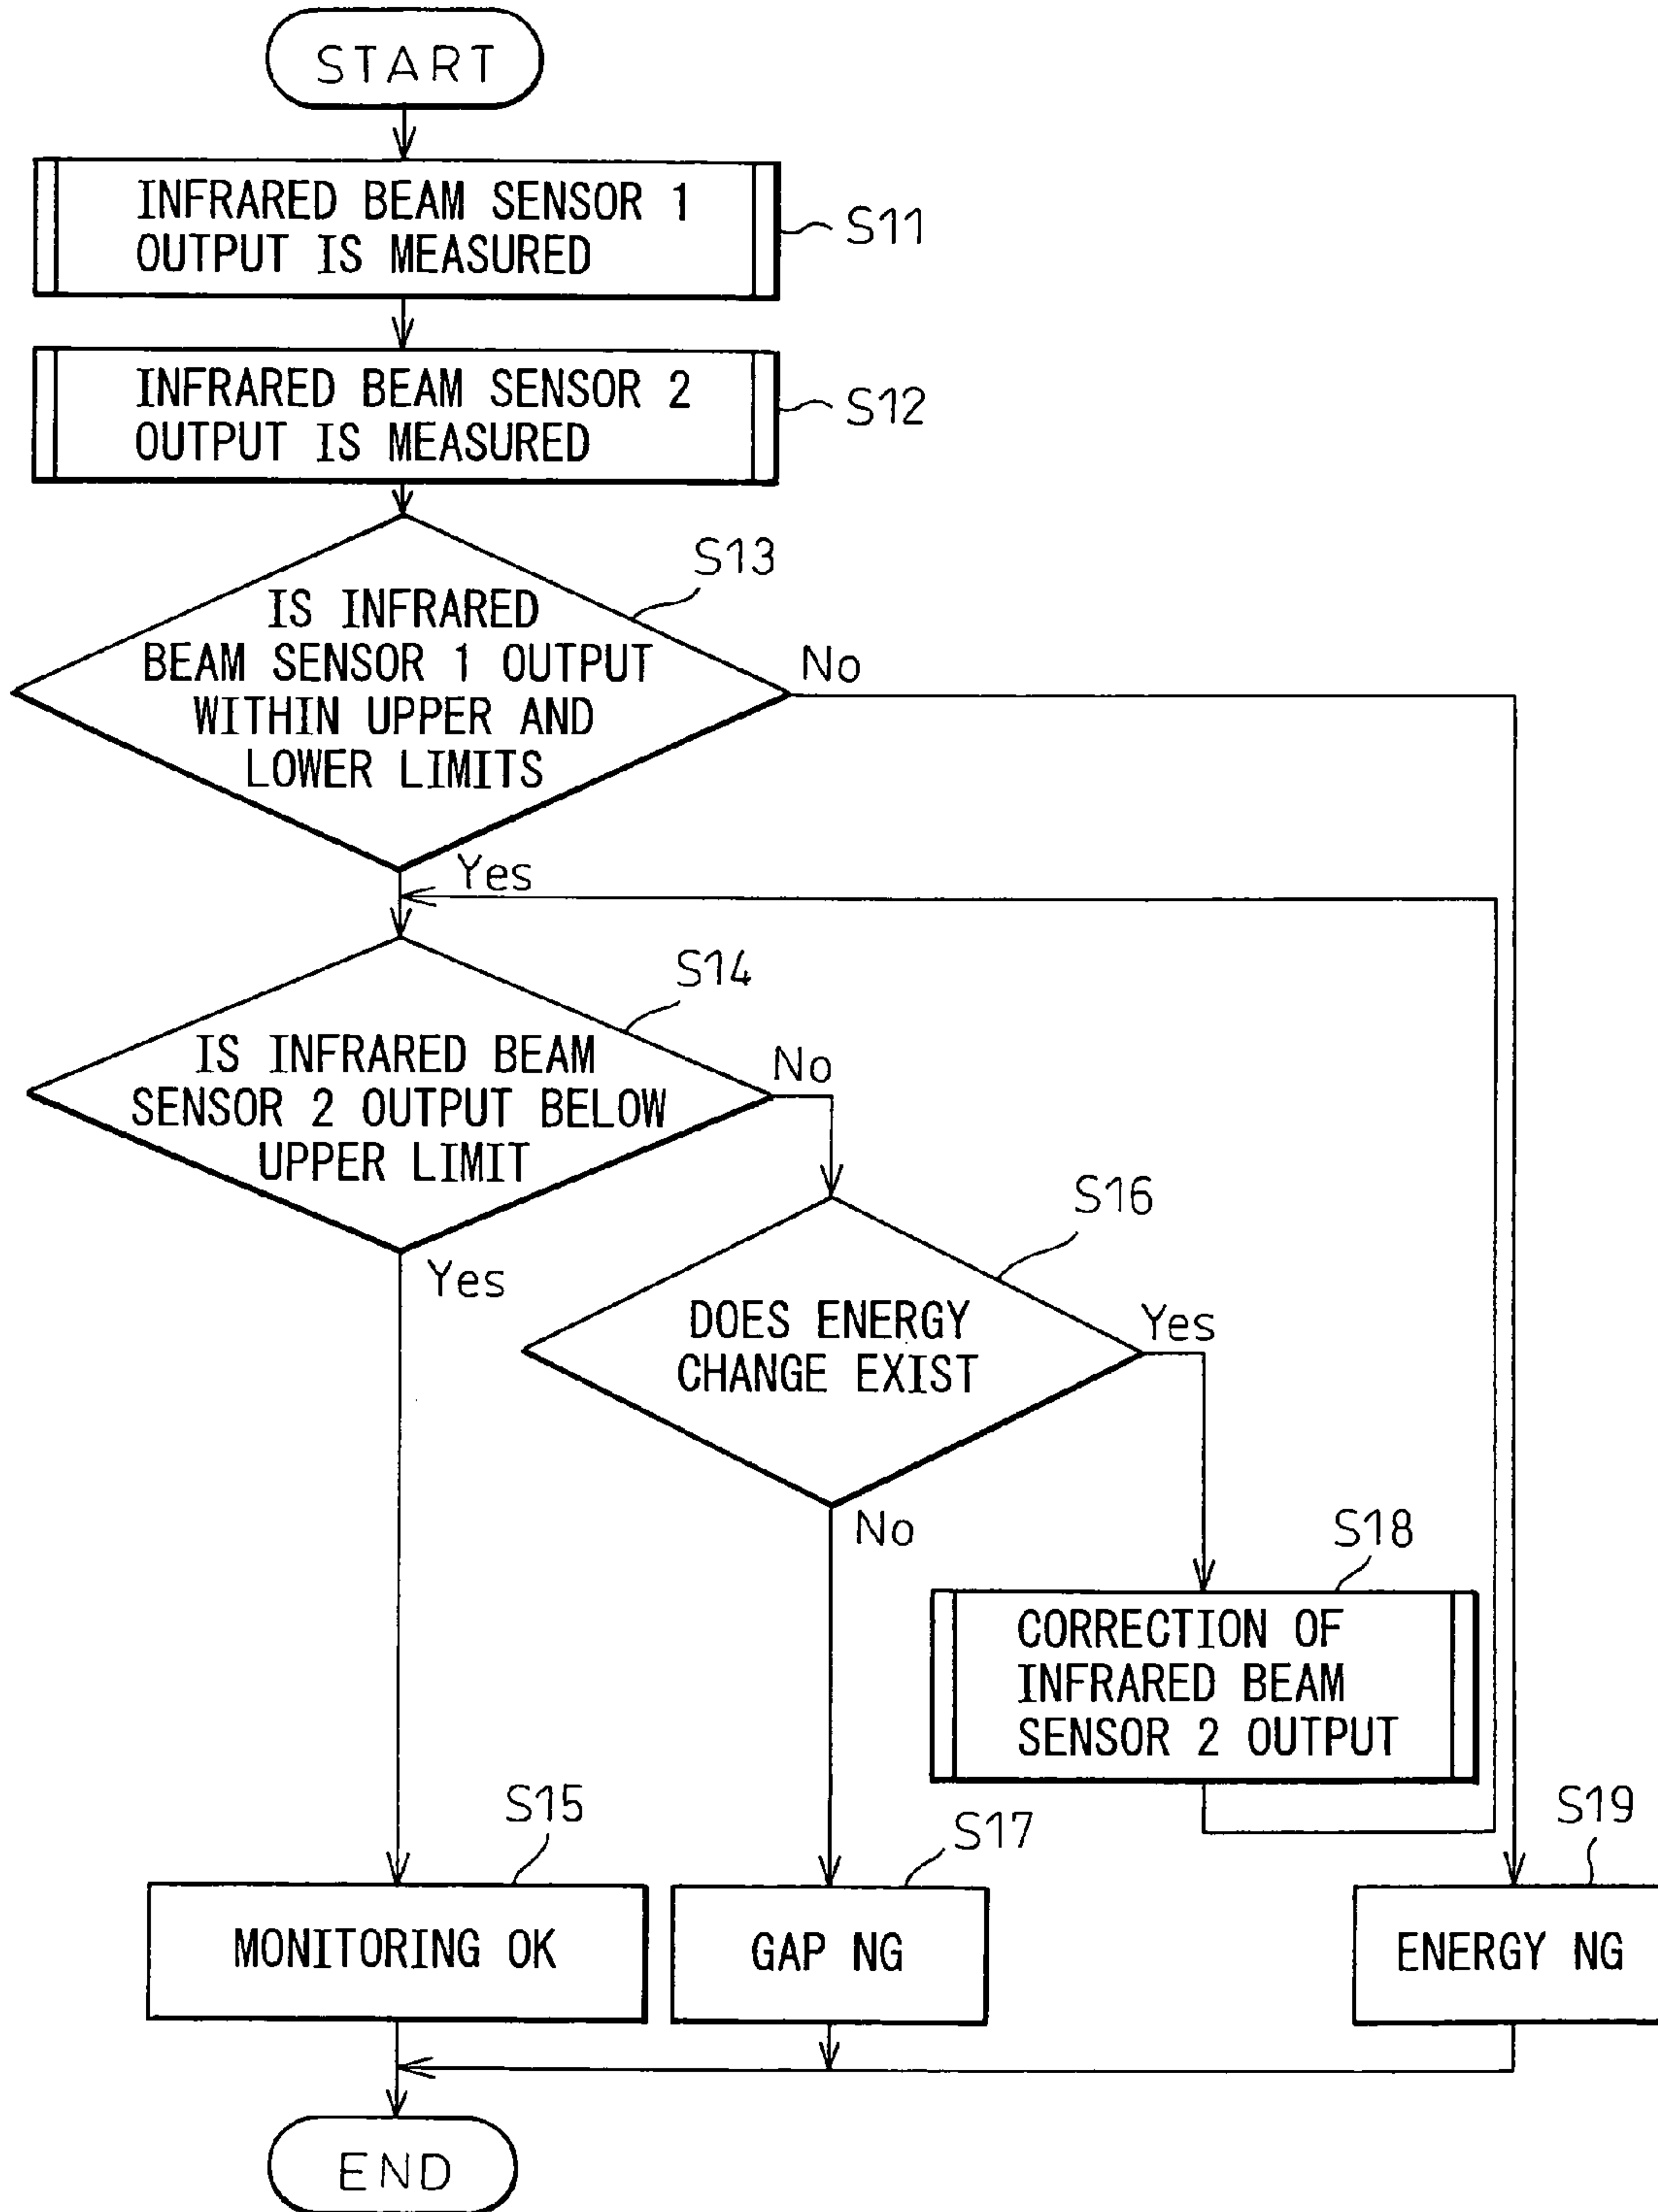 START
INFRARED BEAM SENSOR 1
OUTPUT IS MEASURED
S11
INFRARED BEAM SENSOR 2
OUTPUT IS MEASURED
S12
S13
IS INFRARED
BEAM SENSOR 1 OUTPUT
WITHIN UPPER AND
LOWER LIMITS
No
Yes
S14
IS INFRARED BEAM
SENSOR 2 OUTPUT BELOW
UPPER LIMIT
No
Yes
S16
DOES ENERGY
CHANGE EXIST
Yes
No
S18
CORRECTION OF
INFRARED BEAM
SENSOR 2 OUTPUT
S15
MONITORING OK
S17
GAP NG
S19
ENERGY NG
END